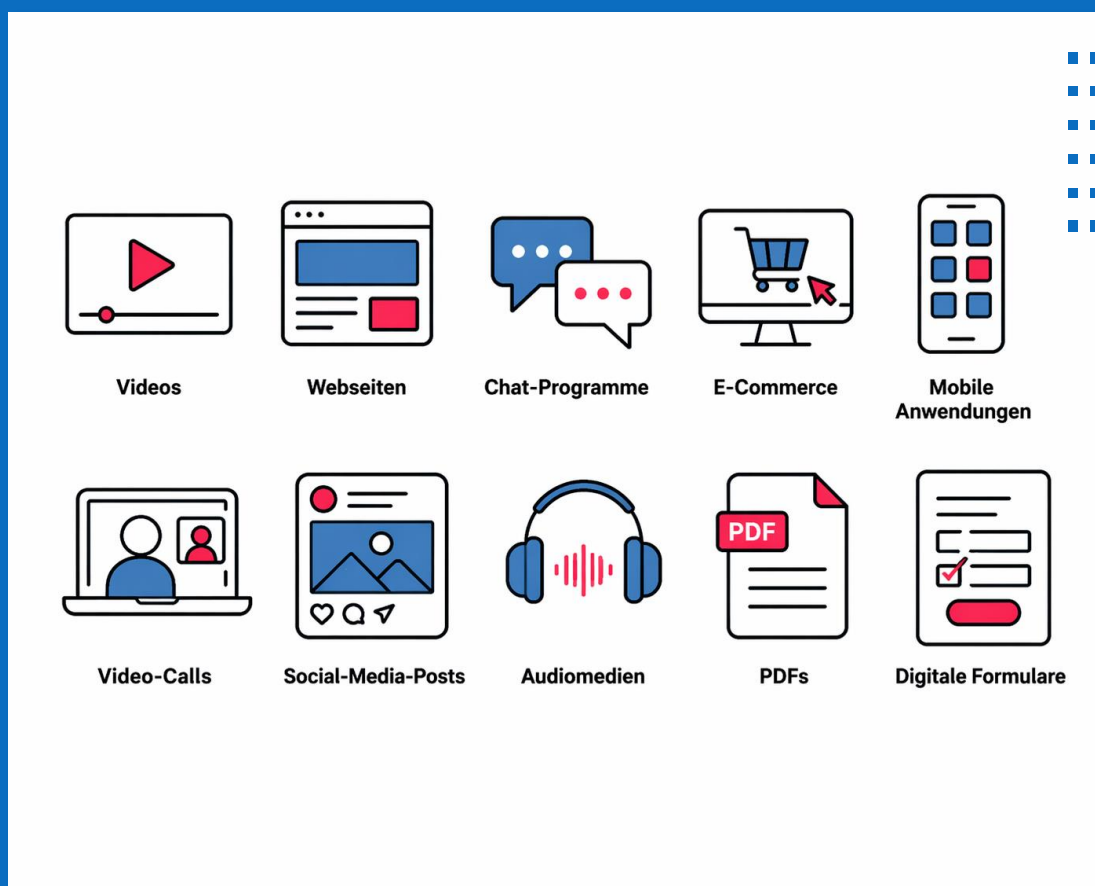 Videos
Webseiten
Chat-Programme
E-Commerce
Mobile
Anwendungen
PDF
Video-Calls
Social-Media-Posts
Audiomedien
PDFs
Digitale Formulare